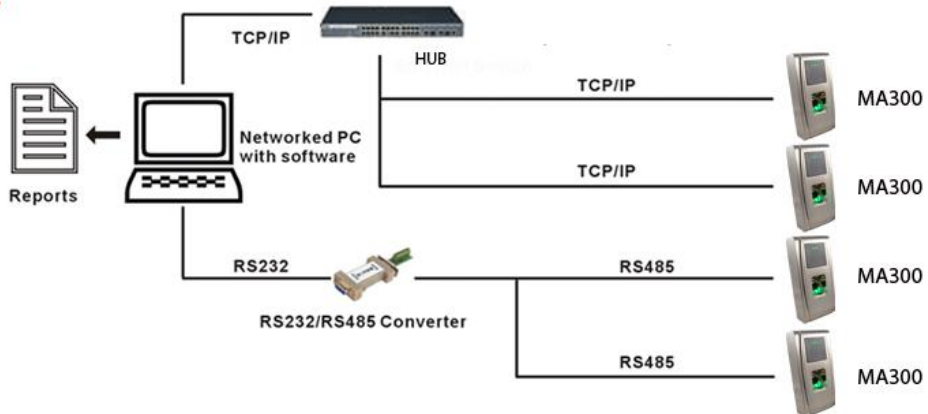 TCP/IP
HUB
TCP/IP
MA300
Networked PC
with software
Reports
TCP/IP
MA300
RS232
RS232/RS485 Converter
RS485
MA300
RS485
MA300